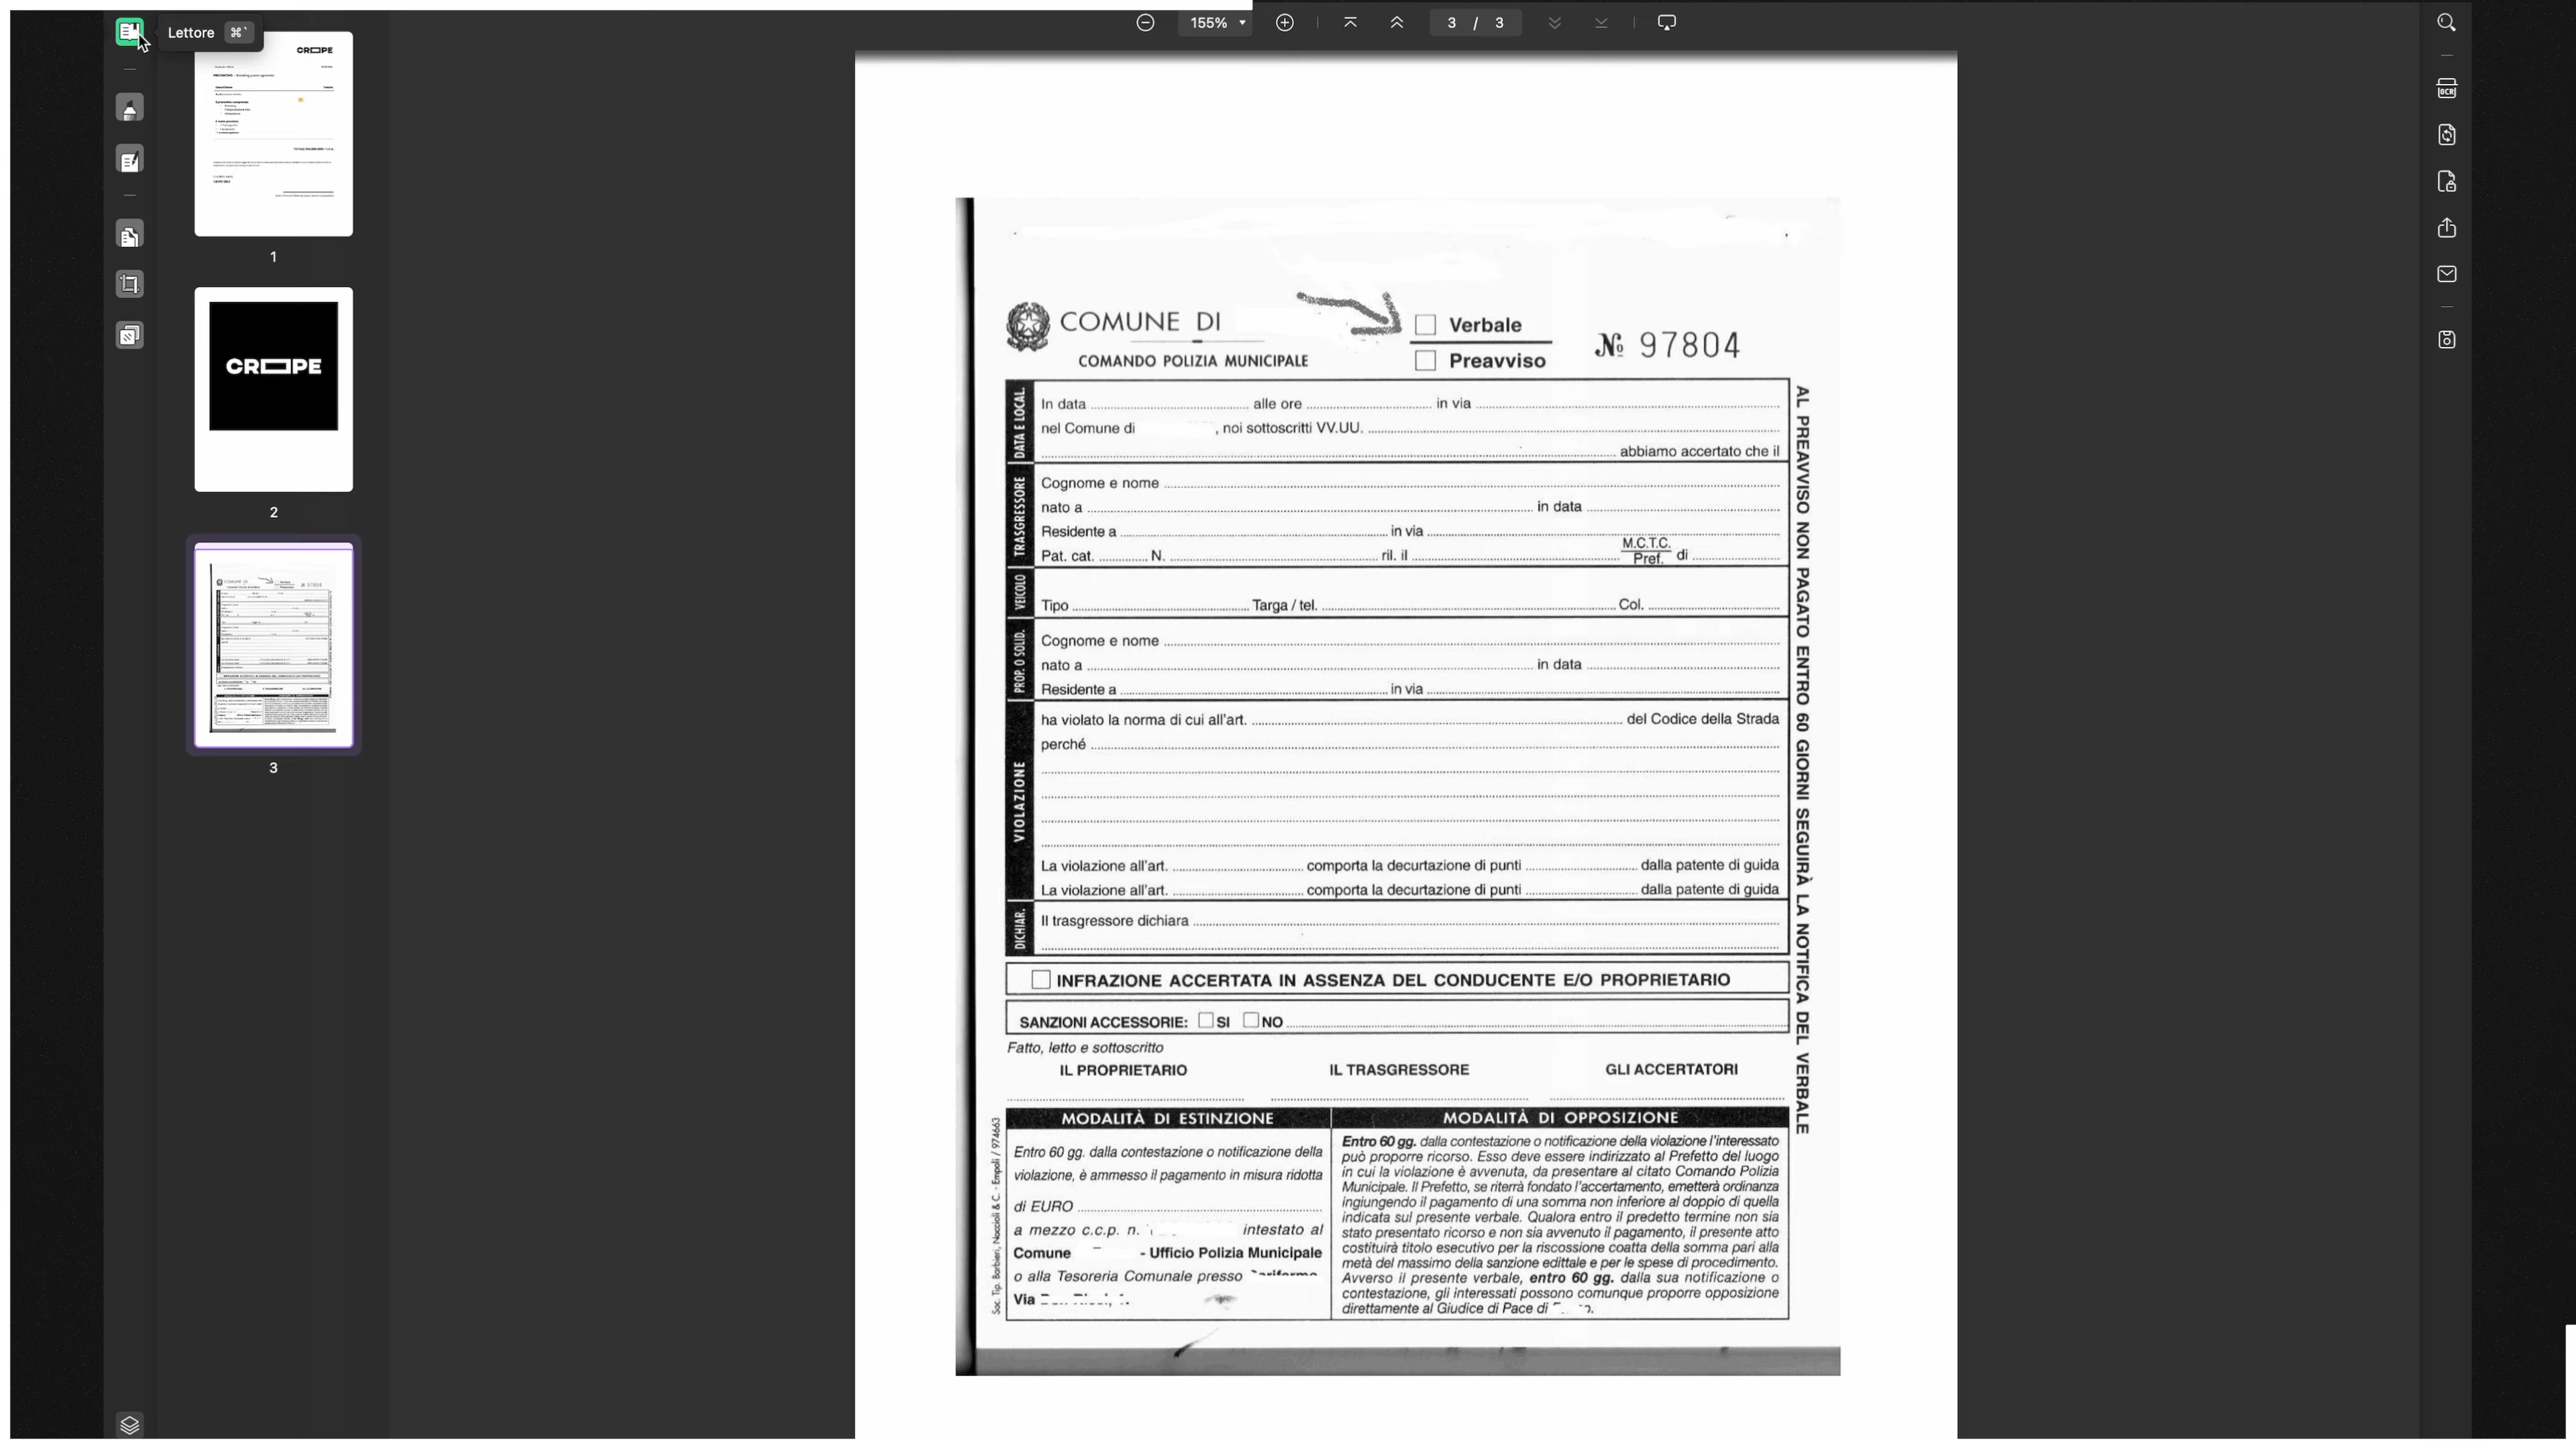 Lettore ⌘`
155%
3 / 3
CROPE
1
CROPE
2
3
COMUNE DI
COMANDO POLIZIA MUNICIPALE
Verbale
Preavviso
№ 97804
DATA E LOCAL.
In data alle ore in via
nel Comune di , noi sottoscritti VV.UU.
abbiamo accertato che il
TRASGRESSORE
Cognome e nome
nato a in data
Residente a in via
Pat. cat. N. ril. il M.C.T.C. Pref. di
VEICOLO
Tipo Targa / tel. Col.
PROP. O SOLID.
Cognome e nome
nato a in data
Residente a in via
VIOLAZIONE
ha violato la norma di cui all'art. del Codice della Strada
perché
La violazione all'art. comporta la decurtazione di punti dalla patente di guida
La violazione all'art. comporta la decurtazione di punti dalla patente di guida
DICHIAR.
Il trasgressore dichiara
INFRAZIONE ACCERTATA IN ASSENZA DEL CONDUCENTE E/O PROPRIETARIO
SANZIONI ACCESSORIE: SI NO
Fatto, letto e sottoscritto
IL PROPRIETARIO IL TRASGRESSORE GLI ACCERTATORI
AL PREAVVISO NON PAGATO ENTRO 60 GIORNI SEGUIRÀ LA NOTIFICA DEL VERBALE
Soc. Tip. Barbieri, Noccioli & C. - Empoli / 974663
MODALITÀ DI ESTINZIONE
Entro 60 gg. dalla contestazione o notificazione della
violazione, è ammesso il pagamento in misura ridotta
di EURO
a mezzo c.c.p. n. intestato al
Comune - Ufficio Polizia Municipale
o alla Tesoreria Comunale presso
Via
MODALITÀ DI OPPOSIZIONE
Entro 60 gg. dalla contestazione o notificazione della violazione l'interessato
può proporre ricorso. Esso deve essere indirizzato al Prefetto del luogo
in cui la violazione è avvenuta, da presentare al citato Comando Polizia
Municipale. Il Prefetto, se riterrà fondato l'accertamento, emetterà ordinanza
ingiungendo il pagamento di una somma non inferiore al doppio di quella
indicata sul presente verbale. Qualora entro il predetto termine non sia
stato presentato ricorso e non sia avvenuto il pagamento, il presente atto
costituirà titolo esecutivo per la riscossione coatta della somma pari alla
metà del massimo della sanzione edittale e per le spese di procedimento.
Avverso il presente verbale, entro 60 gg. dalla sua notificazione o
contestazione, gli interessati possono comunque proporre opposizione
direttamente al Giudice di Pace di
OCR